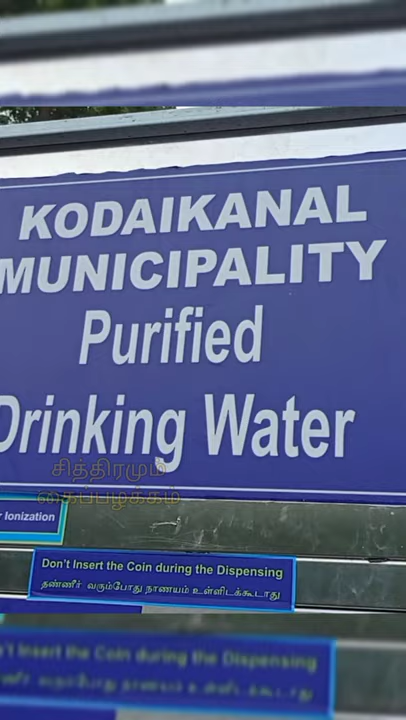 KODAIKANAL
MUNICIPALITY
Purified
Drinking Water
சித்திரமும்
கைப்பழக்கம்
Ionization
Don't Insert the Coin during the Dispensing
தண்ணீர் வரும்போது நாணயம் உள்ளிடக்கூடாது